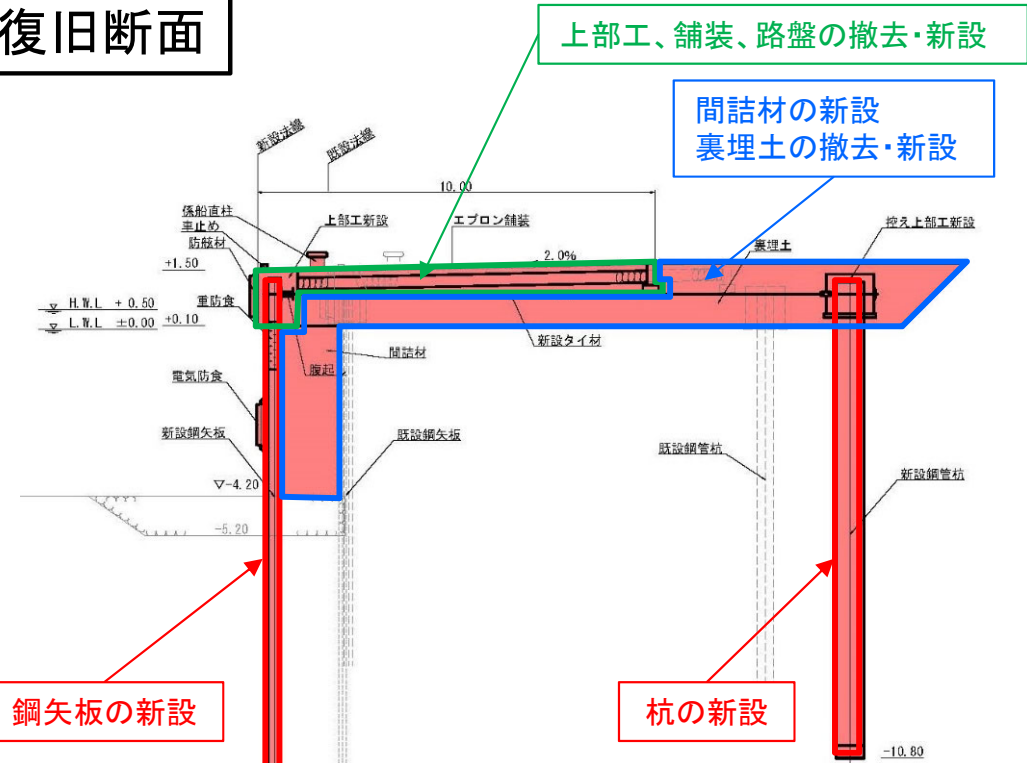 復旧断面
上部工、舗装、路盤の撤去・新設
間詰材の新設
裏埋土の撤去・新設
新設法線
既設法線
10.00
係船直柱
車止め
防舷材
上部工新設
エプロン舗装
控え上部工新設
裏埋土
2.0%
+1.50
H.W.L + 0.50
重防食
L.W.L ±0.00
+0.10
新設タイ材
間詰材
腹起
電気防食
新設鋼矢板
既設鋼矢板
既設鋼管杭
新設鋼管杭
▽-4.20
-5.20
鋼矢板の新設
杭の新設
-10.80